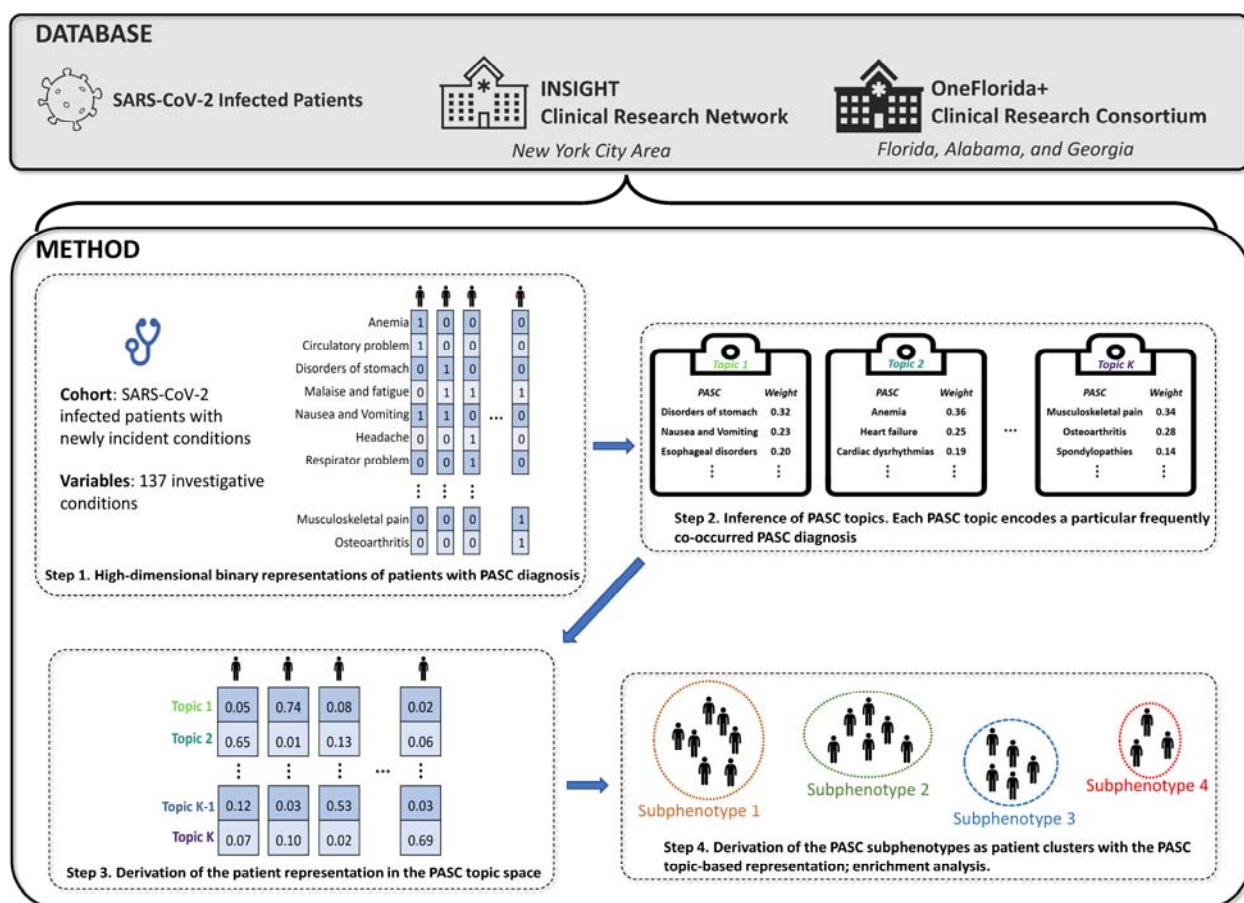 DATABASE
SARS-CoV-2 Infected Patients
INSIGHT
Clinical Research Network
New York City Area
OneFlorida+
Clinical Research Consortium
Florida, Alabama, and Georgia
METHOD
Cohort: SARS-CoV-2
infected patients with
newly incident conditions
Variables: 137 investigative
conditions
Anemia 1 0 0 0
Circulatory problem 1 0 0 0
Disorders of stomach 0 1 0 0
Malaise and fatigue 0 1 1 1
Nausea and Vomiting 1 1 0 ... 0
Headache 0 0 1 0
Respirator problem 0 0 1 0
Musculoskeletal pain 0 0 0 1
Osteoarthritis 0 0 0 1
Step 1. High-dimensional binary representations of patients with PASC diagnosis
Topic 1
PASC Weight
Disorders of stomach 0.32
Nausea and Vomiting 0.23
Esophageal disorders 0.20
Topic 2
PASC Weight
Anemia 0.36
Heart failure 0.25
Cardiac dysrhythmias 0.19
...
Topic K
PASC Weight
Musculoskeletal pain 0.34
Osteoarthritis 0.28
Spondylopathies 0.14
Step 2. Inference of PASC topics. Each PASC topic encodes a particular frequently
co-occurred PASC diagnosis
Topic 1 0.05 0.74 0.08 0.02
Topic 2 0.65 0.01 0.13 0.06
...
Topic K-1 0.12 0.03 0.53 0.03
Topic K 0.07 0.10 0.02 0.69
Step 3. Derivation of the patient representation in the PASC topic space
Subphenotype 1
Subphenotype 2
Subphenotype 3
Subphenotype 4
Step 4. Derivation of the PASC subphenotypes as patient clusters with the PASC
topic-based representation; enrichment analysis.